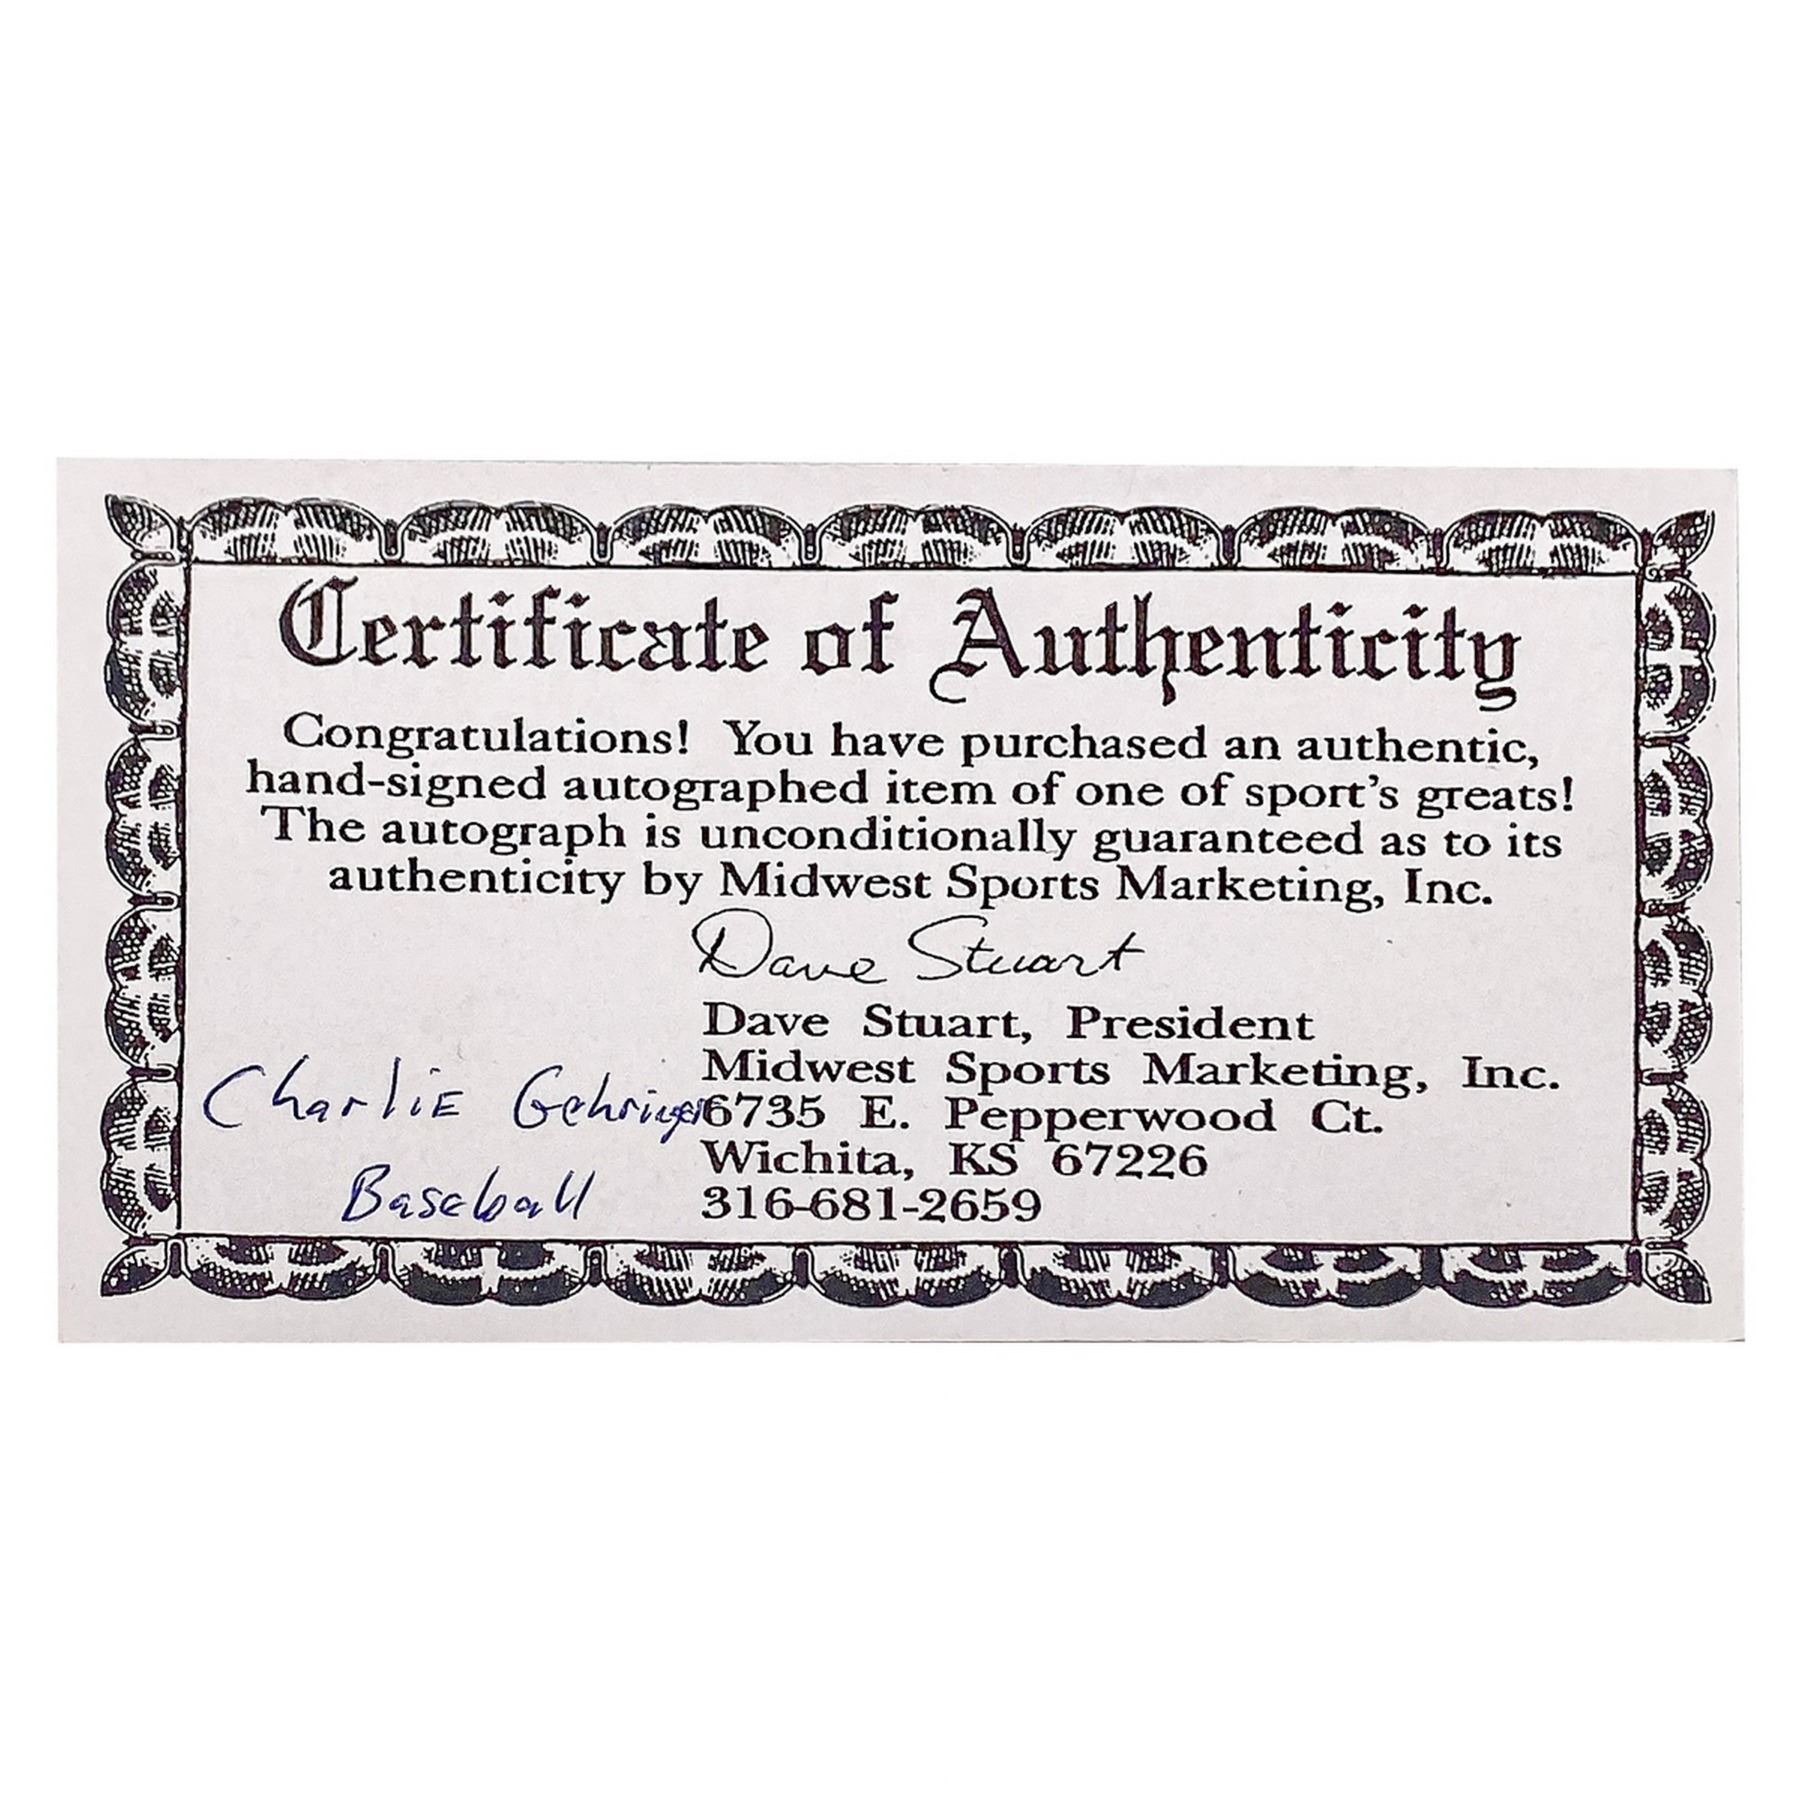 Certificate of Authenticity
Congratulations! You have purchased an authentic,
hand-signed autographed item of one of sport's greats!
The autograph is unconditionally guaranteed as to its
authenticity by Midwest Sports Marketing, Inc.
Dave Stuart
Dave Stuart, President
Midwest Sports Marketing, Inc.
Charlie Gehringer 6735 E. Pepperwood Ct.
Wichita, KS 67226
Baseball 316-681-2659